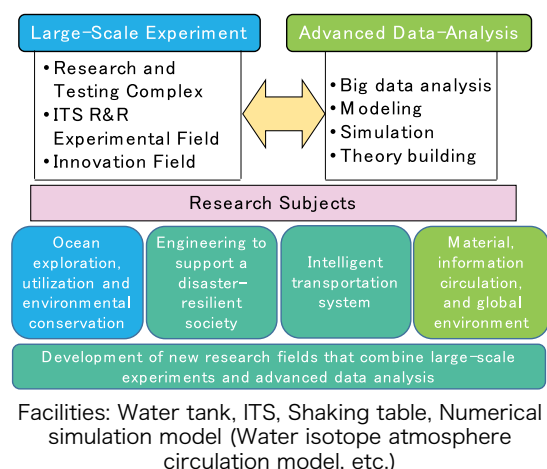 Large-Scale Experiment
Advanced Data-Analysis
•Research and
Testing Complex
•ITS R&R
Experimental Field
•Innovation Field
•Big data analysis
•Modeling
•Simulation
•Theory building
Research Subjects
Ocean
exploration,
utilization and
environmental
conservation
Engineering to
support a
disaster-
resilient
society
Intelligent
transportation
system
Material,
information
circulation,
and global
environment
Development of new research fields that combine large-scale
experiments and advanced data analysis
Facilities: Water tank, ITS, Shaking table, Numerical
simulation model (Water isotope atmosphere
circulation model. etc.)